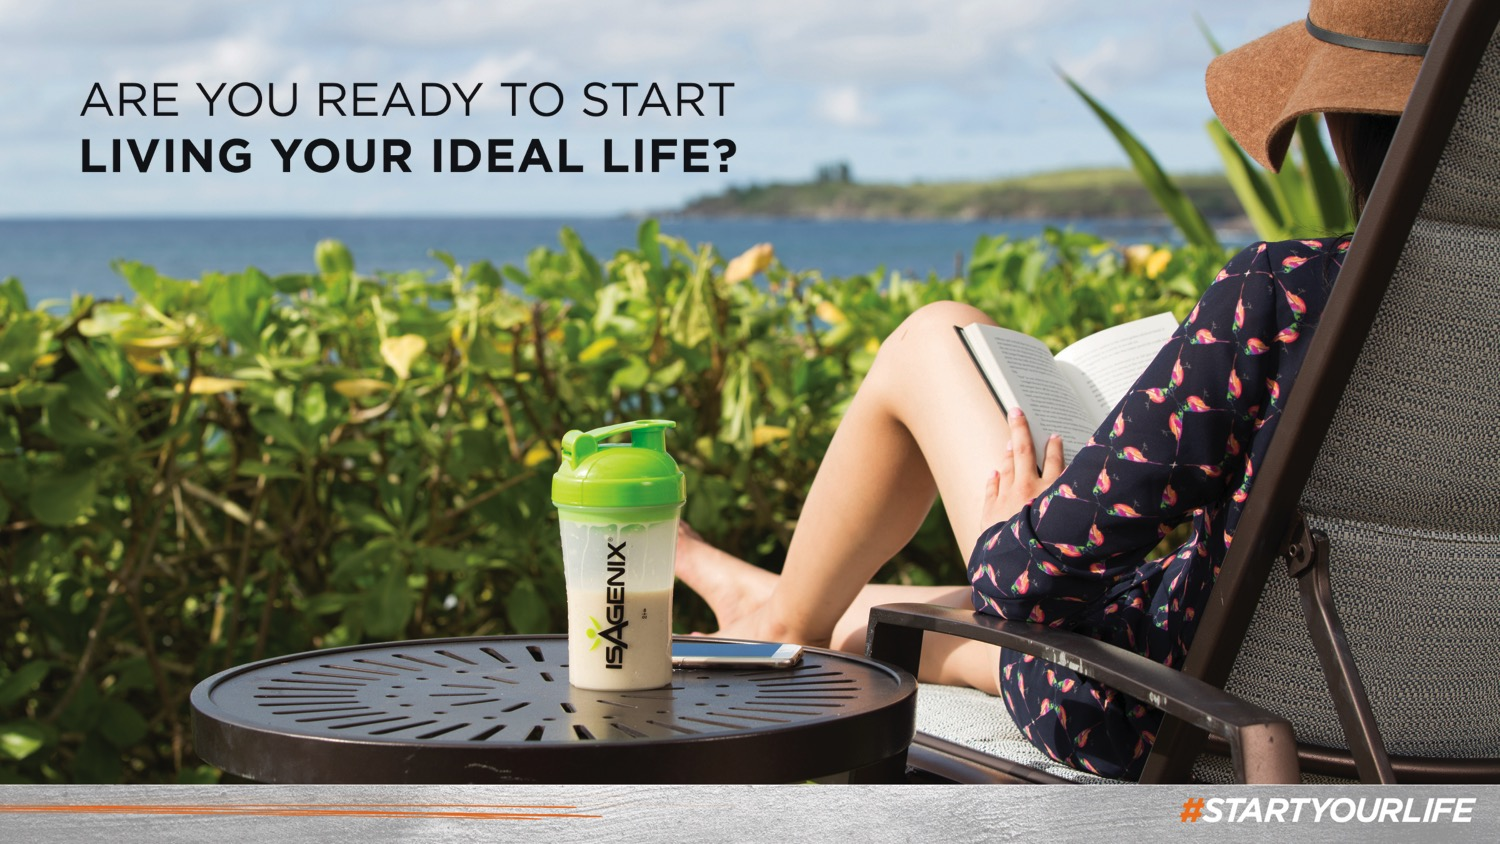 ARE YOU READY TO START
LIVING YOUR IDEAL LIFE?
ISAGENIX®
#STARTYOURLIFE